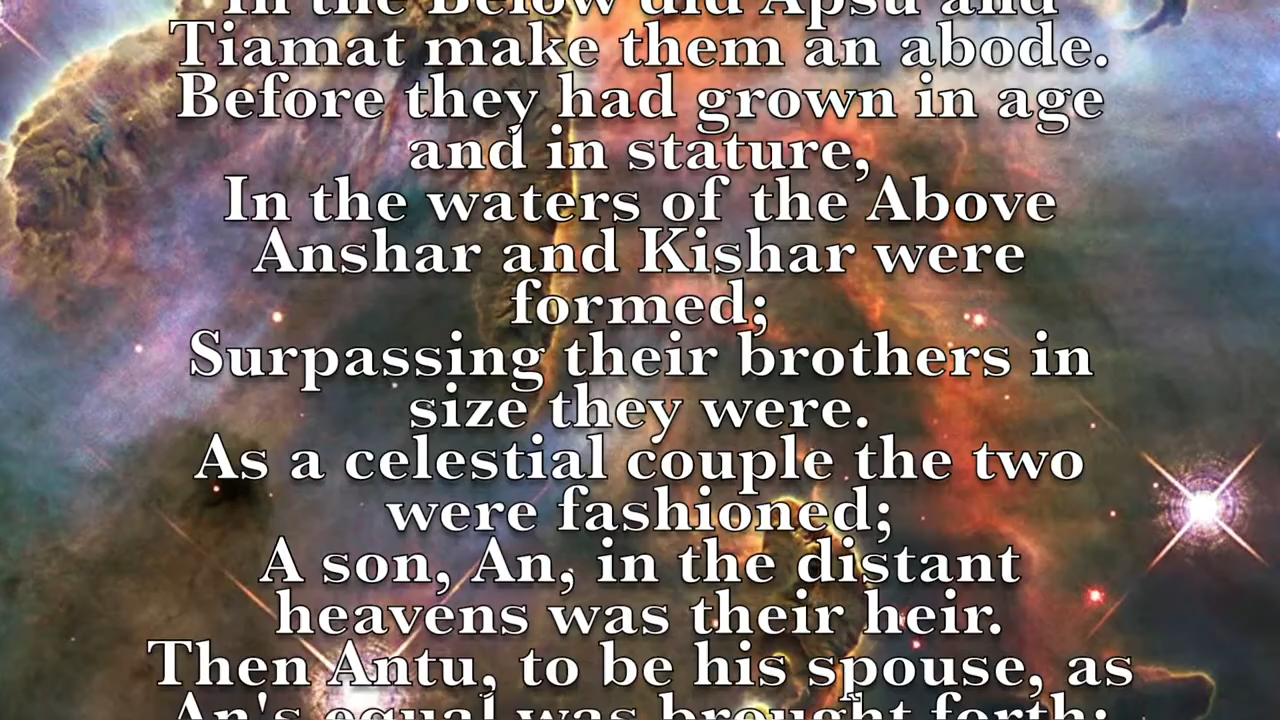 In the Below did Apsu and
Tiamat make them an abode.
Before they had grown in age
and in stature,
In the waters of the Above
Anshar and Kishar were
formed;
Surpassing their brothers in
size they were.
As a celestial couple the two
were fashioned;
A son, An, in the distant
heavens was their heir.
Then Antu, to be his spouse, as
An's equal was brought forth;